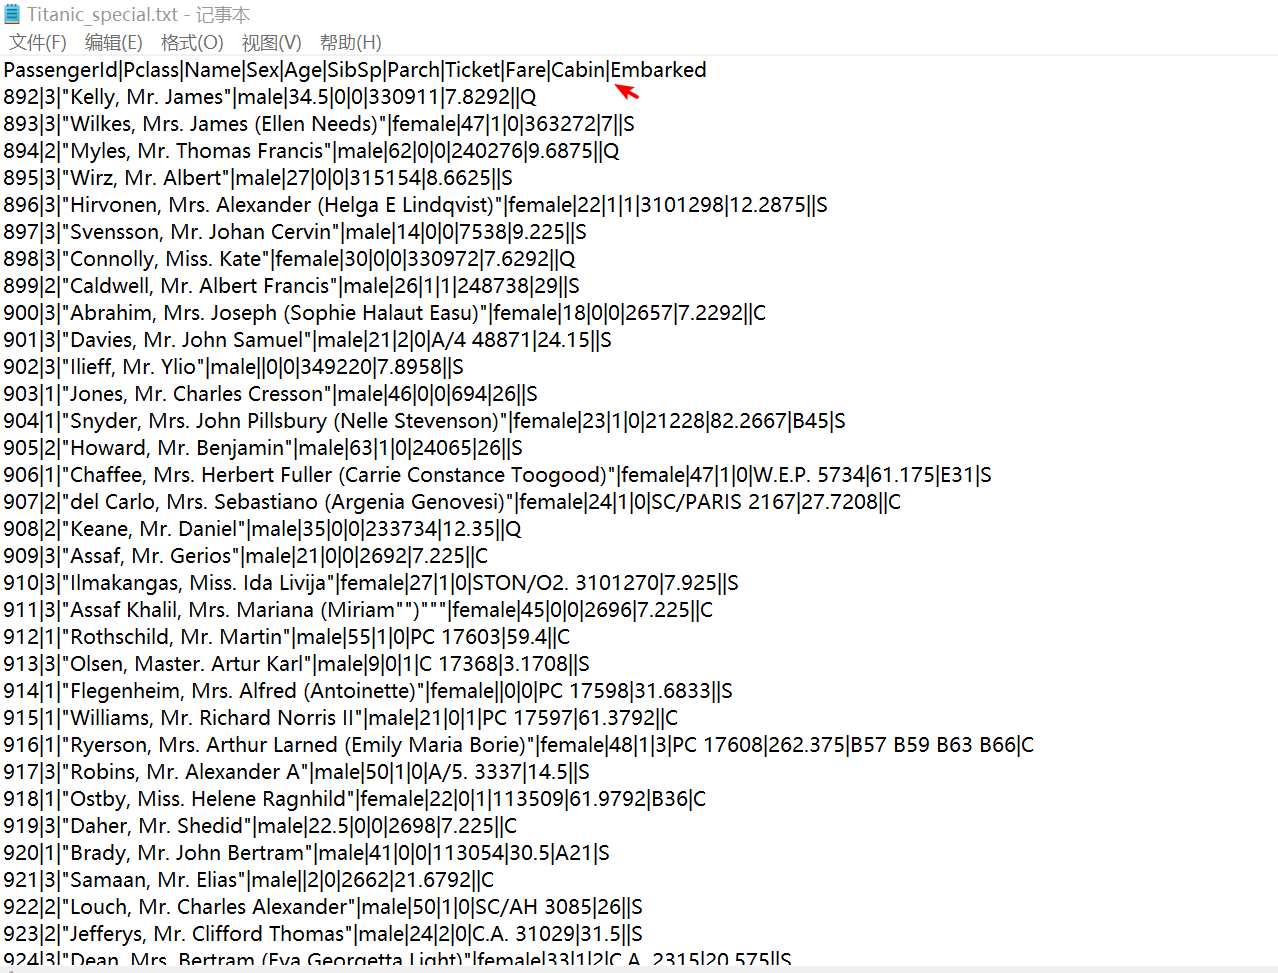 Titanic_special.txt - 记事本
文件(F) 编辑(E) 格式(O) 视图(V) 帮助(H)
PassengerId|Pclass|Name|Sex|Age|SibSp|Parch|Ticket|Fare|Cabin|Embarked
892|3|"Kelly, Mr. James"|male|34.5|0|0|330911|7.8292||Q
893|3|"Wilkes, Mrs. James (Ellen Needs)"|female|47|1|0|363272|7||S
894|2|"Myles, Mr. Thomas Francis"|male|62|0|0|240276|9.6875||Q
895|3|"Wirz, Mr. Albert"|male|27|0|0|315154|8.6625||S
896|3|"Hirvonen, Mrs. Alexander (Helga E Lindqvist)"|female|22|1|1|3101298|12.2875||S
897|3|"Svensson, Mr. Johan Cervin"|male|14|0|0|7538|9.225||S
898|3|"Connolly, Miss. Kate"|female|30|0|0|330972|7.6292||Q
899|2|"Caldwell, Mr. Albert Francis"|male|26|1|1|248738|29||S
900|3|"Abrahim, Mrs. Joseph (Sophie Halaut Easu)"|female|18|0|0|2657|7.2292||C
901|3|"Davies, Mr. John Samuel"|male|21|2|0|A/4 48871|24.15||S
902|3|"Ilieff, Mr. Ylio"|male||0|0|349220|7.8958||S
903|1|"Jones, Mr. Charles Cresson"|male|46|0|0|694|26||S
904|1|"Snyder, Mrs. John Pillsbury (Nelle Stevenson)"|female|23|1|0|21228|82.2667|B45|S
905|2|"Howard, Mr. Benjamin"|male|63|1|0|24065|26||S
906|1|"Chaffee, Mrs. Herbert Fuller (Carrie Constance Toogood)"|female|47|1|0|W.E.P. 5734|61.175|E31|S
907|2|"del Carlo, Mrs. Sebastiano (Argenia Genovesi)"|female|24|1|0|SC/PARIS 2167|27.7208||C
908|2|"Keane, Mr. Daniel"|male|35|0|0|233734|12.35||Q
909|3|"Assaf, Mr. Gerios"|male|21|0|0|2692|7.225||C
910|3|"Ilmakangas, Miss. Ida Livija"|female|27|1|0|STON/O2. 3101270|7.925||S
911|3|"Assaf Khalil, Mrs. Mariana (Miriam"")"""|female|45|0|0|2696|7.225||C
912|1|"Rothschild, Mr. Martin"|male|55|1|0|PC 17603|59.4||C
913|3|"Olsen, Master. Artur Karl"|male|9|0|1|C 17368|3.1708||S
914|1|"Flegenheim, Mrs. Alfred (Antoinette)"|female||0|0|PC 17598|31.6833||S
915|1|"Williams, Mr. Richard Norris II"|male|21|0|1|PC 17597|61.3792||C
916|1|"Ryerson, Mrs. Arthur Larned (Emily Maria Borie)"|female|48|1|3|PC 17608|262.375|B57 B59 B63 B66|C
917|3|"Robins, Mr. Alexander A"|male|50|1|0|A/5. 3337|14.5||S
918|1|"Ostby, Miss. Helene Ragnhild"|female|22|0|1|113509|61.9792|B36|C
919|3|"Daher, Mr. Shedid"|male|22.5|0|0|2698|7.225||C
920|1|"Brady, Mr. John Bertram"|male|41|0|0|113054|30.5|A21|S
921|3|"Samaan, Mr. Elias"|male||2|0|2662|21.6792||C
922|2|"Louch, Mr. Charles Alexander"|male|50|1|0|SC/AH 3085|26||S
923|2|"Jefferys, Mr. Clifford Thomas"|male|24|2|0|C.A. 31029|31.5||S
924|3|"Dean, Mrs. Bertram (Eva Georgetta Light)"|female|33|1|2|C.A. 2315|20.575||S